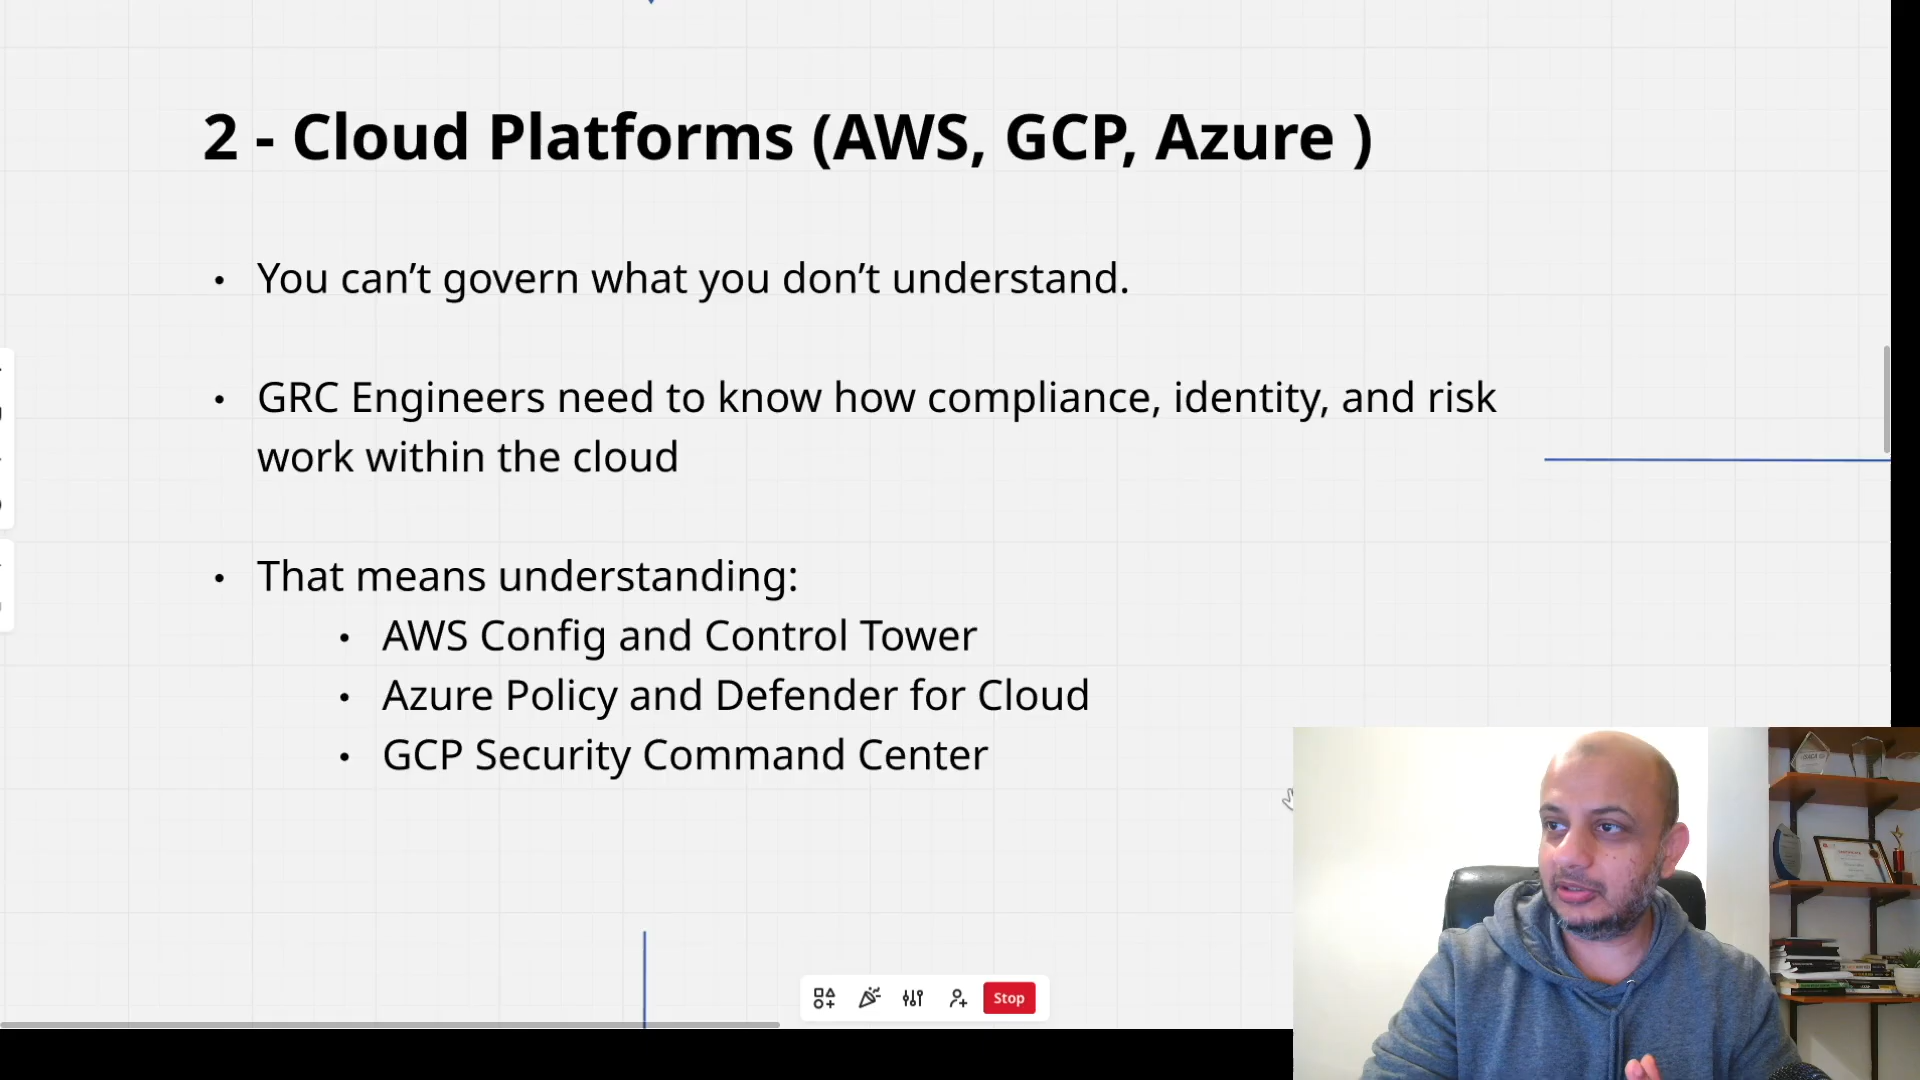 2 - Cloud Platforms (AWS, GCP, Azure )
• You can’t govern what you don’t understand.
• GRC Engineers need to know how compliance, identity, and risk
work within the cloud
• That means understanding:
• AWS Config and Control Tower
• Azure Policy and Defender for Cloud
• GCP Security Command Center
Stop